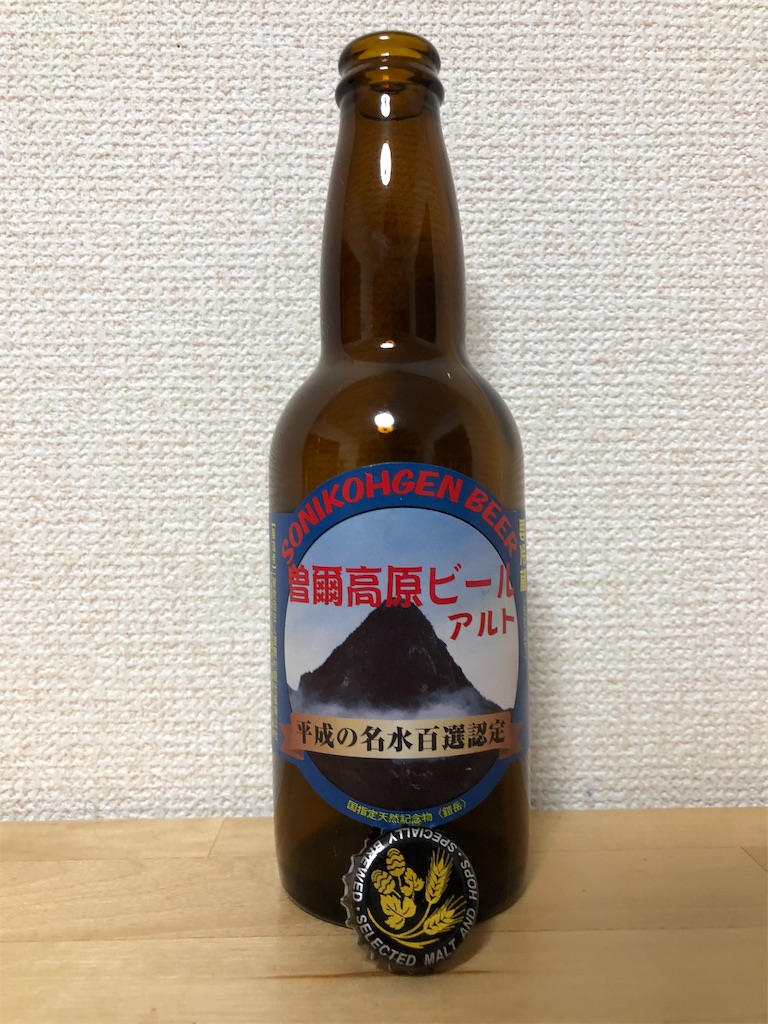 SONIKOHGEN BEER
曽爾高原ビール
アルト
平成の名水百選認定
国指定天然記念物〈鎧岳〉
SPECIALLY BREWED · SELECTED MALT AND HOPS ·